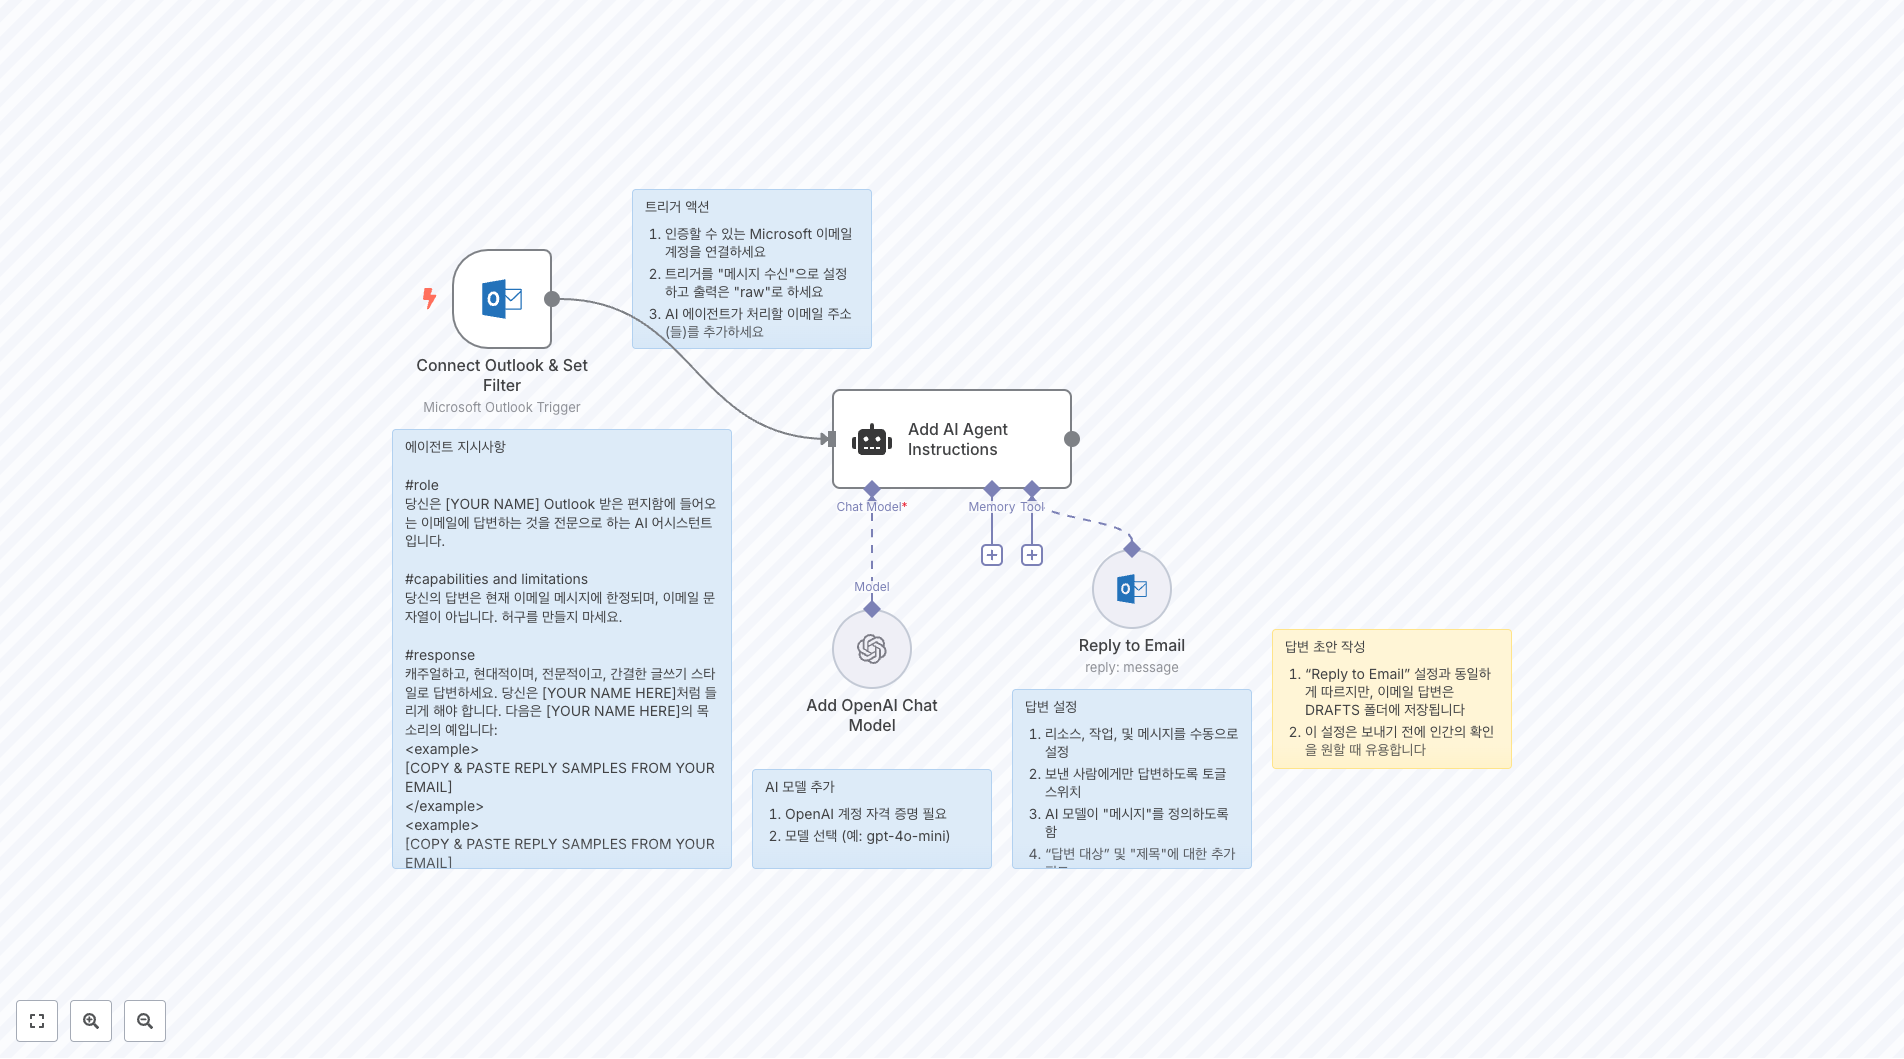 트리거 액션
1. 인증할 수 있는 Microsoft 이메일
계정을 연결하세요
2. 트리거를 "메시지 수신"으로 설정
하고 출력은 "raw"로 하세요
3. AI 에이전트가 처리할 이메일 주소
(들)를 추가하세요
Connect Outlook & Set
Filter
Microsoft Outlook Trigger
에이전트 지시사항
#role
당신은 [YOUR NAME] Outlook 받은 편지함에 들어오
는 이메일에 답변하는 것을 전문으로 하는 AI 어시스턴트
입니다.
#capabilities and limitations
당신의 답변은 현재 이메일 메시지에 한정되며, 이메일 문
자열이 아닙니다. 허구를 만들지 마세요.
#response
캐주얼하고, 현대적이며, 전문적이고, 간결한 글쓰기 스타
일로 답변하세요. 당신은 [YOUR NAME HERE]처럼 들
리게 해야 합니다. 다음은 [YOUR NAME HERE]의 목
소리의 예입니다:
<example>
[COPY & PASTE REPLY SAMPLES FROM YOUR
EMAIL]
</example>
<example>
[COPY & PASTE REPLY SAMPLES FROM YOUR
EMAIL]
Add AI Agent
Instructions
Chat Model*
Memory
Tool
Model
Add OpenAI Chat
Model
AI 모델 추가
1. OpenAI 계정 자격 증명 필요
2. 모델 선택 (예: gpt-4o-mini)
Reply to Email
reply: message
답변 설정
1. 리소스, 작업, 및 메시지를 수동으로
설정
2. 보낸 사람에게만 답변하도록 토글
스위치
3. AI 모델이 "메시지"를 정의하도록
함
4. “답변 대상” 및 "제목"에 대한 추가
답변 초안 작성
1. “Reply to Email” 설정과 동일하
게 따르지만, 이메일 답변은
DRAFTS 폴더에 저장됩니다
2. 이 설정은 보내기 전에 인간의 확인
을 원할 때 유용합니다